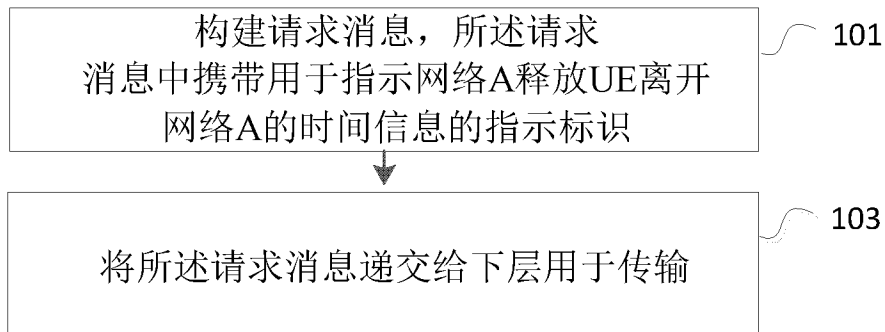 构建请求消息，所述请求
消息中携带用于指示网络A释放UE离开
网络A的时间信息的指示标识
101
将所述请求消息递交给下层用于传输
103